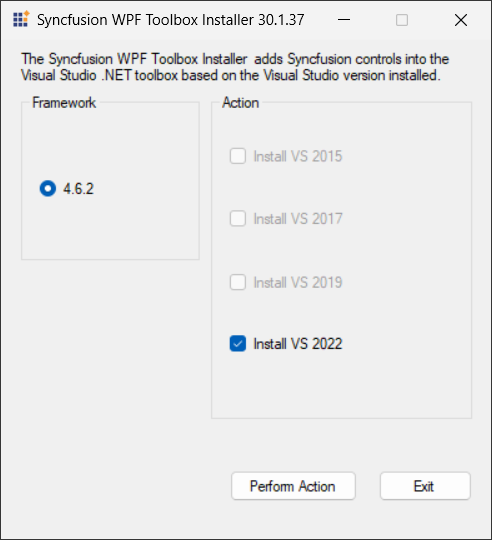 Syncfusion WPF Toolbox Installer 30.1.37
The Syncfusion WPF Toolbox Installer adds Syncfusion controls into the
Visual Studio .NET toolbox based on the Visual Studio version installed.
Framework
4.6.2
Action
Install VS 2015
Install VS 2017
Install VS 2019
Install VS 2022
Perform Action
Exit